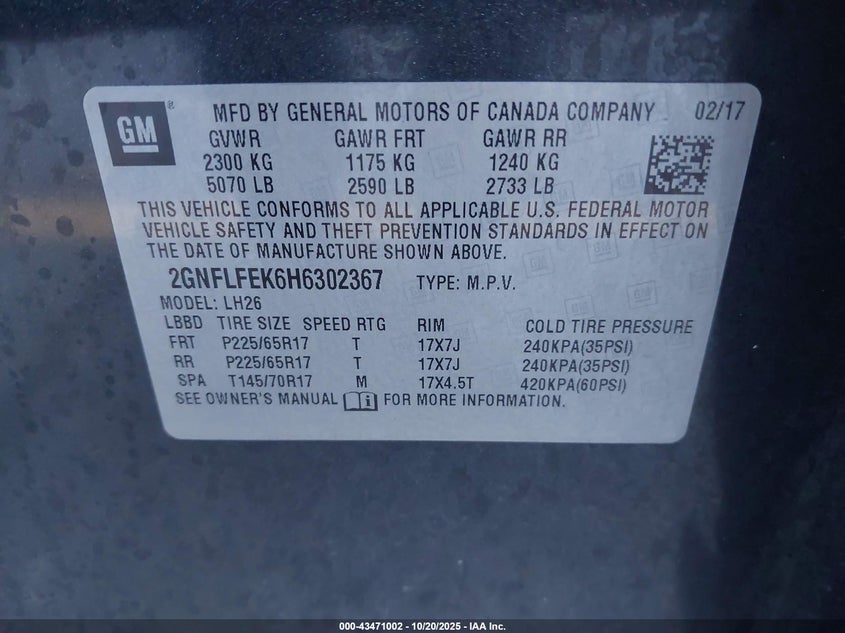 GM ®
MFD BY GENERAL MOTORS OF CANADA COMPANY 02/17
GVWR GAWR FRT GAWR RR
2300 KG 1175 KG 1240 KG
5070 LB 2590 LB 2733 LB
THIS VEHICLE CONFORMS TO ALL APPLICABLE U.S. FEDERAL MOTOR
VEHICLE SAFETY AND THEFT PREVENTION STANDARDS IN EFFECT ON
THE DATE OF MANUFACTURE SHOWN ABOVE.
2GNFLFEK6H6302367 TYPE: M.P.V.
MODEL: LH26
LBBD TIRE SIZE SPEED RTG RIM COLD TIRE PRESSURE
FRT P225/65R17 T 17X7J 240KPA(35PSI)
RR P225/65R17 T 17X7J 240KPA(35PSI)
SPA T145/70R17 M 17X4.5T 420KPA(60PSI)
SEE OWNER'S MANUAL FOR MORE INFORMATION.
000-43471002 - 10/20/2025 - IAA Inc.